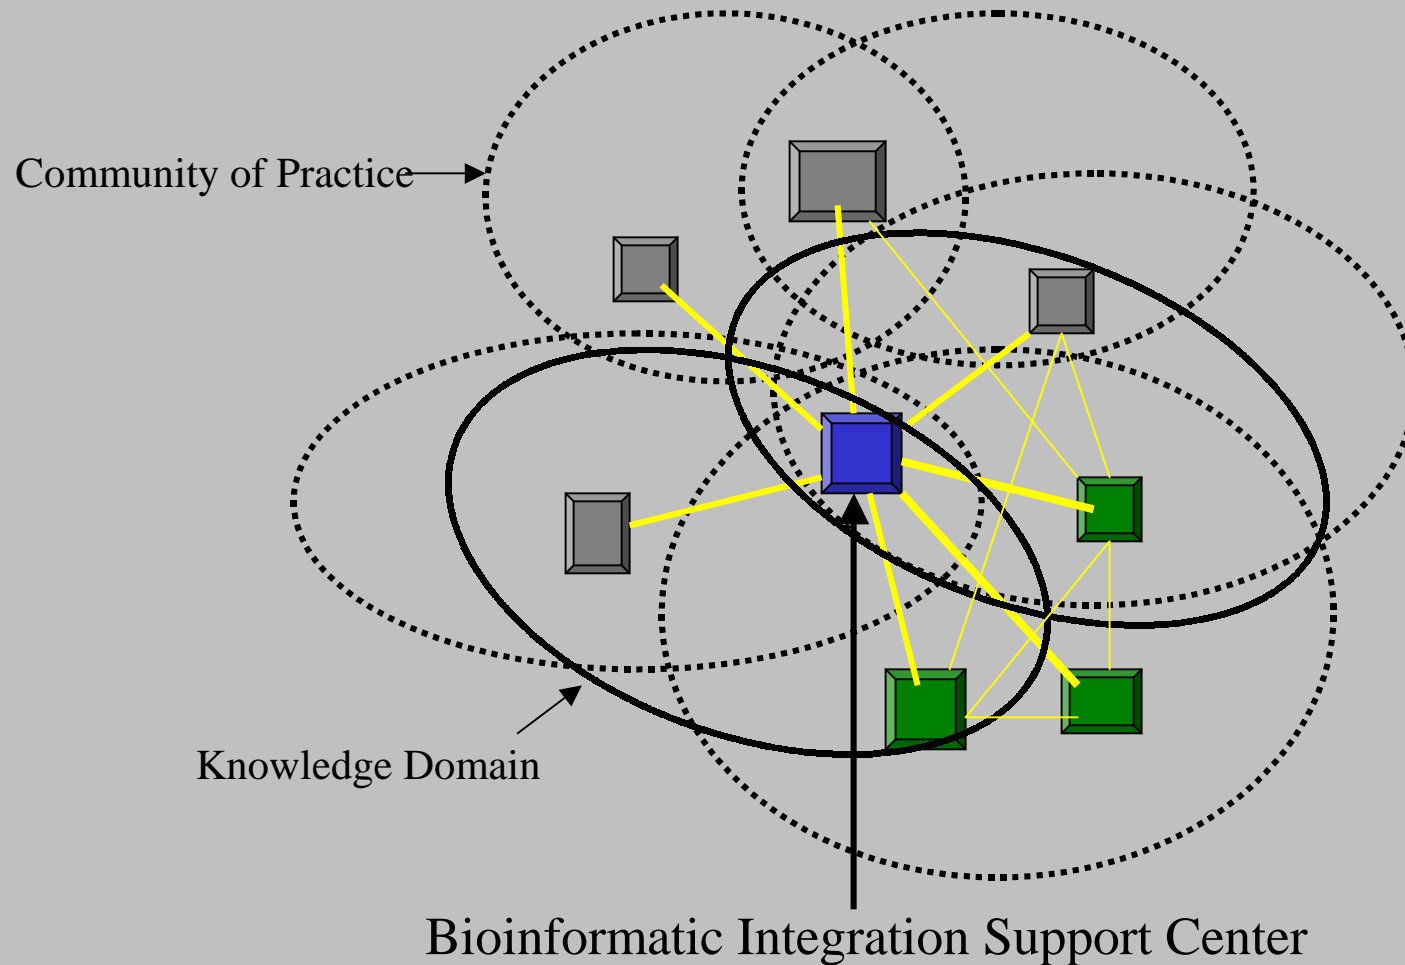 Community of Practice
Knowledge Domain
Bioinformatic Integration Support Center